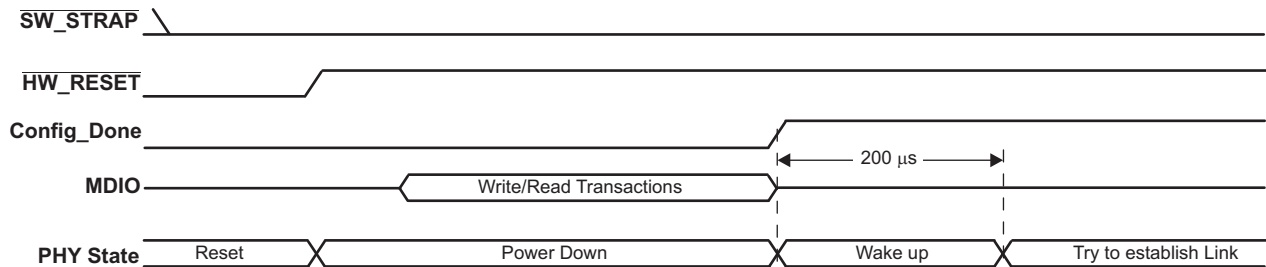 SW_STRAP
HW_RESET
Config_Done
200 μs
MDIO
Write/Read Transactions
PHY State
Reset
Power Down
Wake up
Try to establish Link